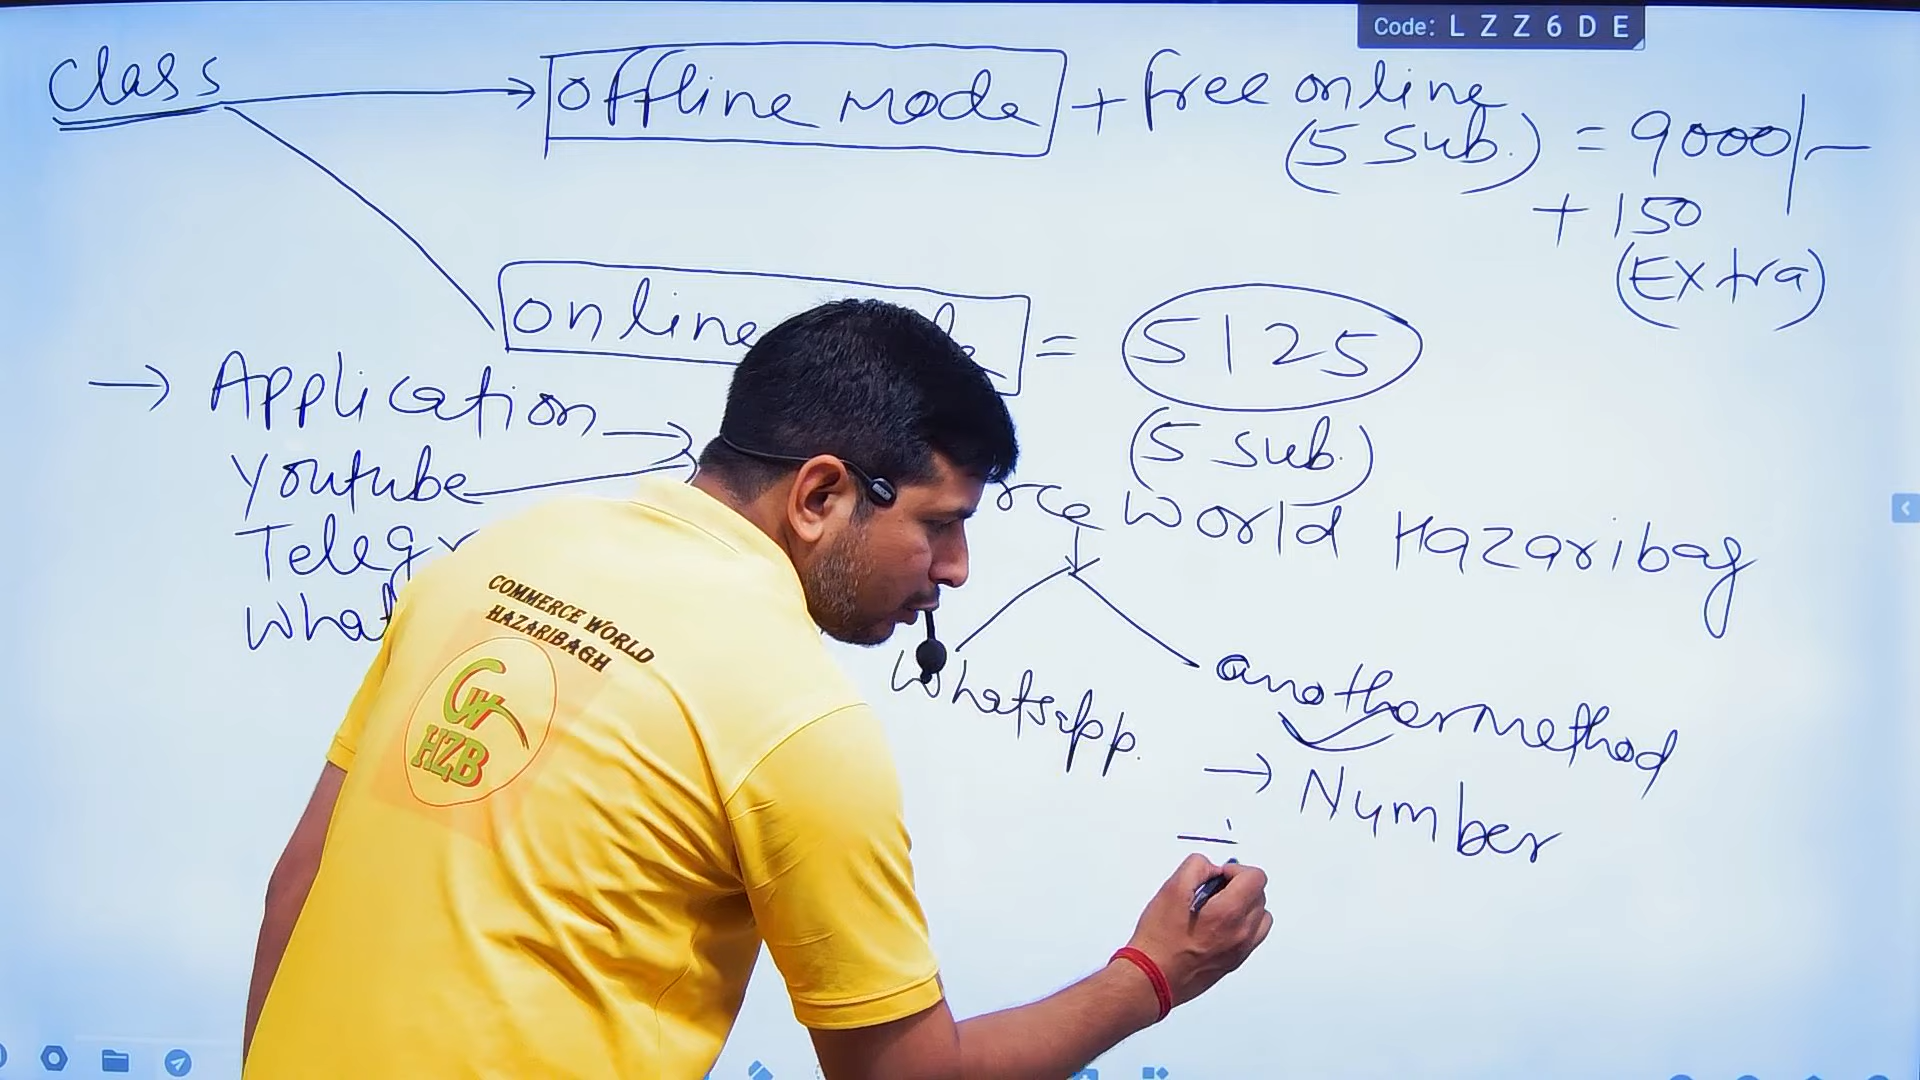 Code: L Z Z 6 D E
Class
offline Mode + free online
(5 Sub.) = 9000/-
+ 150
(Extra)
online = 5125
(5 Sub.)
→ Application →
Youtube
World Hazaribag
Whatsapp.
another method
→ Number
COMMERCE WORLD
HAZARIBAGH
CW
HZB